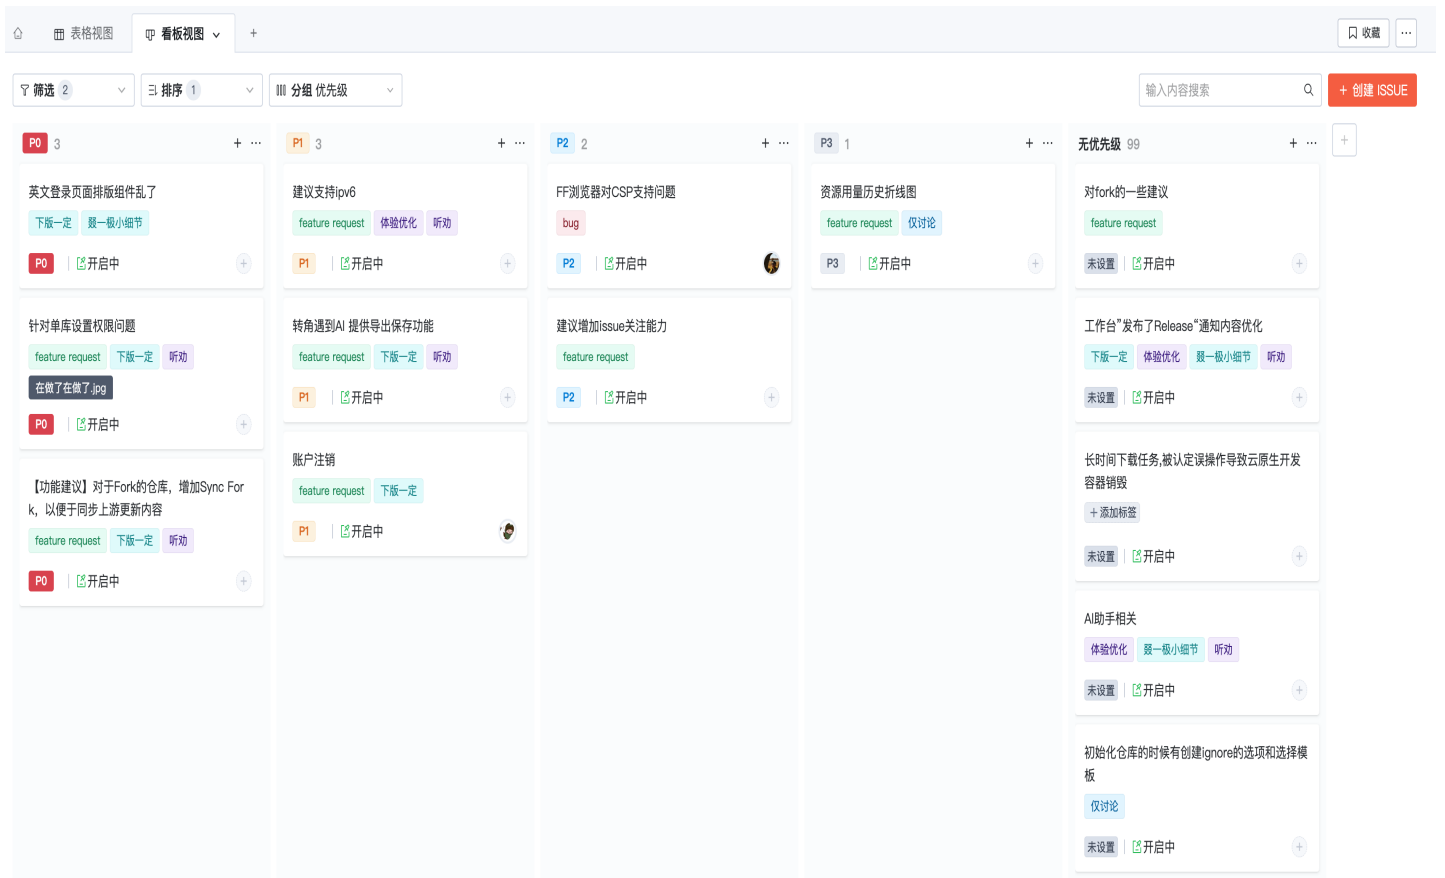 表格视图
看板视图
+
收藏
...
筛选 2
排序 1
分组 优先级
输入内容搜索
+ 创建 ISSUE
P0 3
+ ...
英文登录页面排版组件乱了
下版一定 叕一极小细节
P0 开启中
针对单库设置权限问题
feature request 下版一定 听劝
在做了在做了.jpg
P0 开启中
【功能建议】对于Fork的仓库，增加Sync For
k，以便于同步上游更新内容
feature request 下版一定 听劝
P0 开启中
P1 3
+ ...
建议支持ipv6
feature request 体验优化 听劝
P1 开启中
转角遇到AI 提供导出保存功能
feature request 下版一定 听劝
P1 开启中
账户注销
feature request 下版一定
P1 开启中
P2 2
+ ...
FF浏览器对CSP支持问题
bug
P2 开启中
建议增加issue关注能力
feature request
P2 开启中
P3 1
+ ...
资源用量历史折线图
feature request 仅讨论
P3 开启中
无优先级 99
+ ...
对fork的一些建议
feature request
未设置 开启中
工作台”发布了Release“通知内容优化
下版一定 体验优化 叕一极小细节 听劝
未设置 开启中
长时间下载任务,被认定误操作导致云原生开发
容器销毁
+ 添加标签
未设置 开启中
AI助手相关
体验优化 叕一极小细节 听劝
未设置 开启中
初始化仓库的时候有创建ignore的选项和选择模
板
仅讨论
未设置 开启中